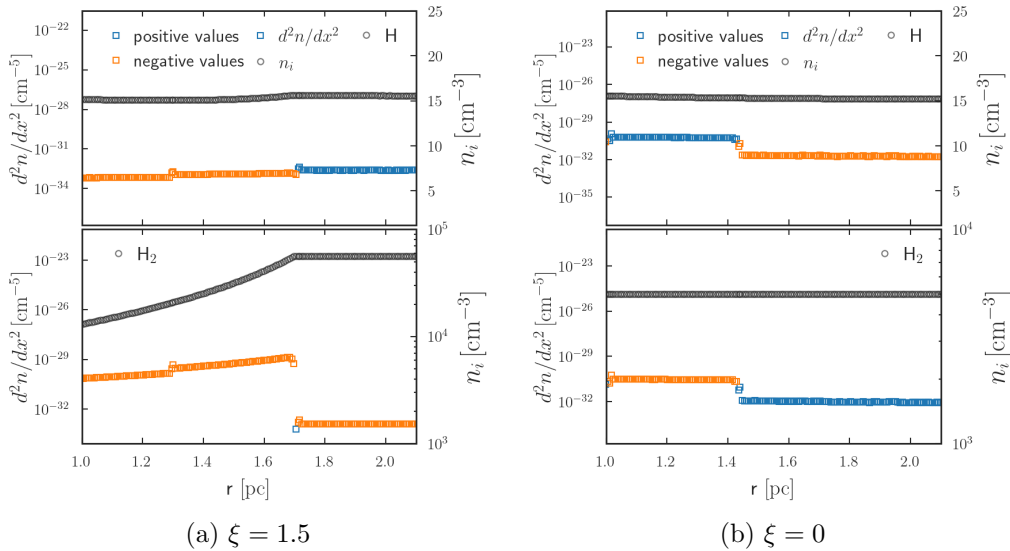 positive values
negative values
d²n/dx²
n_i
H
d²n/dx² [cm⁻⁵]
10⁻²²
10⁻²⁵
10⁻²⁸
10⁻³¹
10⁻³⁴
25
20
15
10
5
n_i [cm⁻³]
H₂
d²n/dx² [cm⁻⁵]
10⁻²³
10⁻²⁶
10⁻²⁹
10⁻³²
10⁵
10⁴
10³
n_i [cm⁻³]
1.0 1.2 1.4 1.6 1.8 2.0
r [pc]
(a) ξ = 1.5
positive values
negative values
d²n/dx²
n_i
H
d²n/dx² [cm⁻⁵]
10⁻²³
10⁻²⁶
10⁻²⁹
10⁻³²
10⁻³⁵
25
20
15
10
5
n_i [cm⁻³]
H₂
d²n/dx² [cm⁻⁵]
10⁻²³
10⁻²⁶
10⁻²⁹
10⁻³²
10⁴
10³
n_i [cm⁻³]
1.0 1.2 1.4 1.6 1.8 2.0
r [pc]
(b) ξ = 0